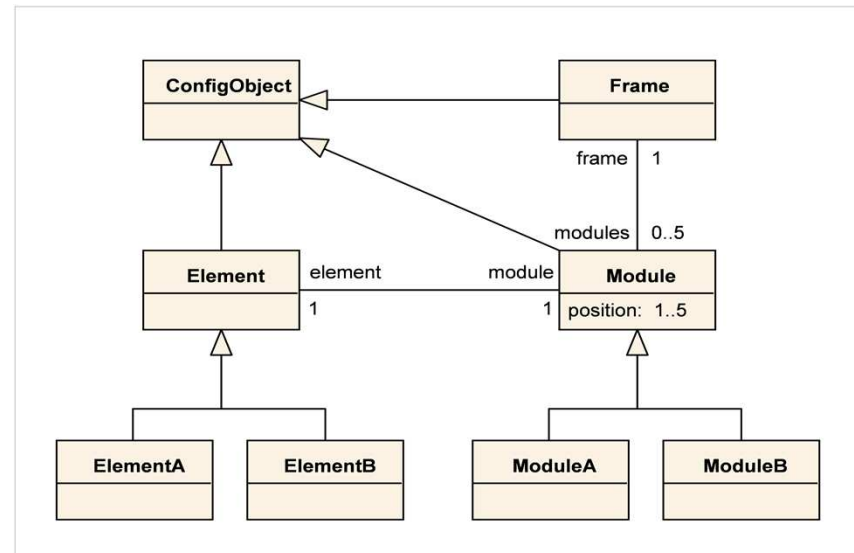 ConfigObject
Frame
frame 1
modules 0..5
Element
element
module
Module
1
1
position: 1..5
ElementA
ElementB
ModuleA
ModuleB